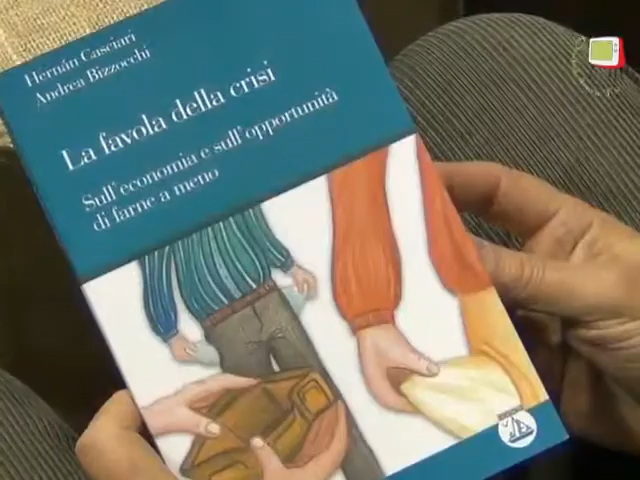 Hernán Casciari
Andrea Bizzocchi
La favola della crisi
Sull'economia e sull'opportunità
di farne a meno